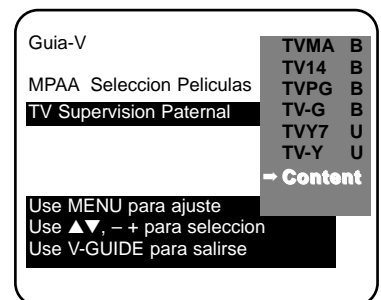 Guia-V
MPAA Seleccion Peliculas
TV Supervision Paternal
TVMA B
TV14 B
TVPG B
TV-G B
TVY7 U
TV-Y U
➡ Content
Use MENU para ajuste
Use ▲▼, – + para seleccion
Use V-GUIDE para salirse